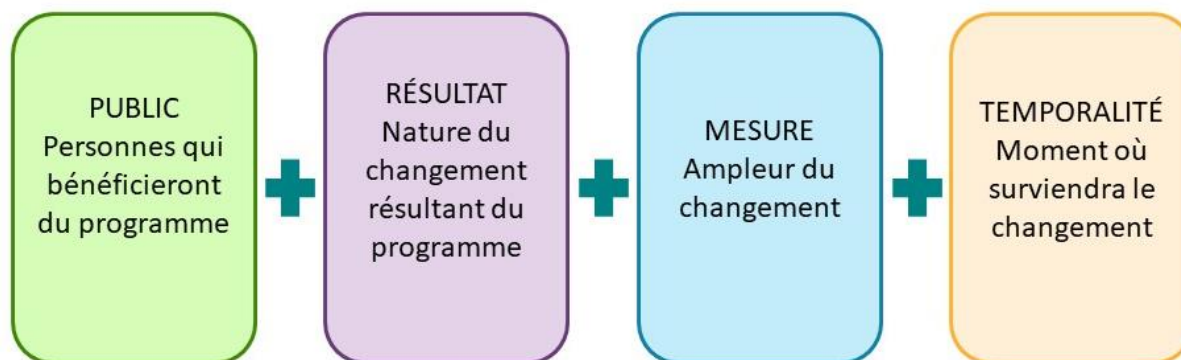 PUBLIC
Personnes qui
bénéficieront
du programme
RÉSULTAT
Nature du
changement
résultant du
programme
MESURE
Ampleur du
changement
TEMPORALITÉ
Moment où
surviendra le
changement